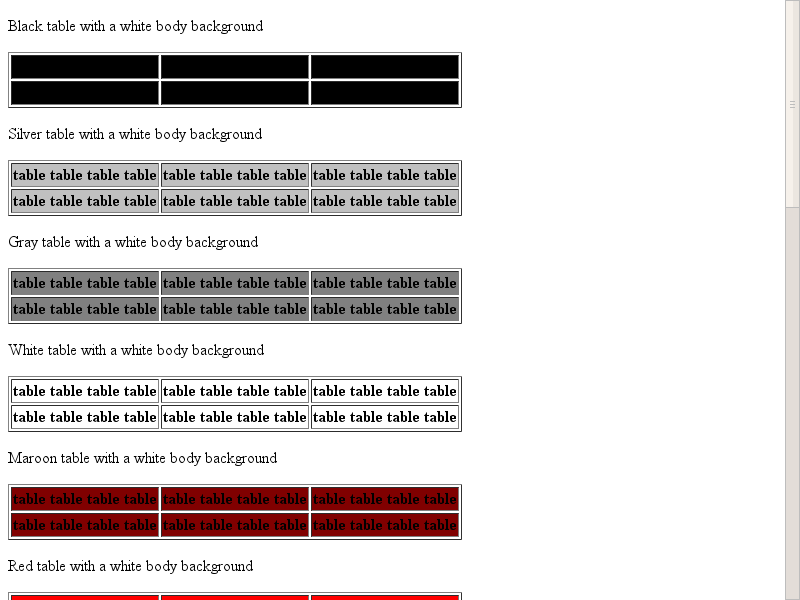 Black table with a white body background
Silver table with a white body background
table table table table table table table table table table table table
table table table table table table table table table table table table
Gray table with a white body background
table table table table table table table table table table table table
table table table table table table table table table table table table
White table with a white body background
table table table table table table table table table table table table
table table table table table table table table table table table table
Maroon table with a white body background
table table table table table table table table table table table table
table table table table table table table table table table table table
Red table with a white body background